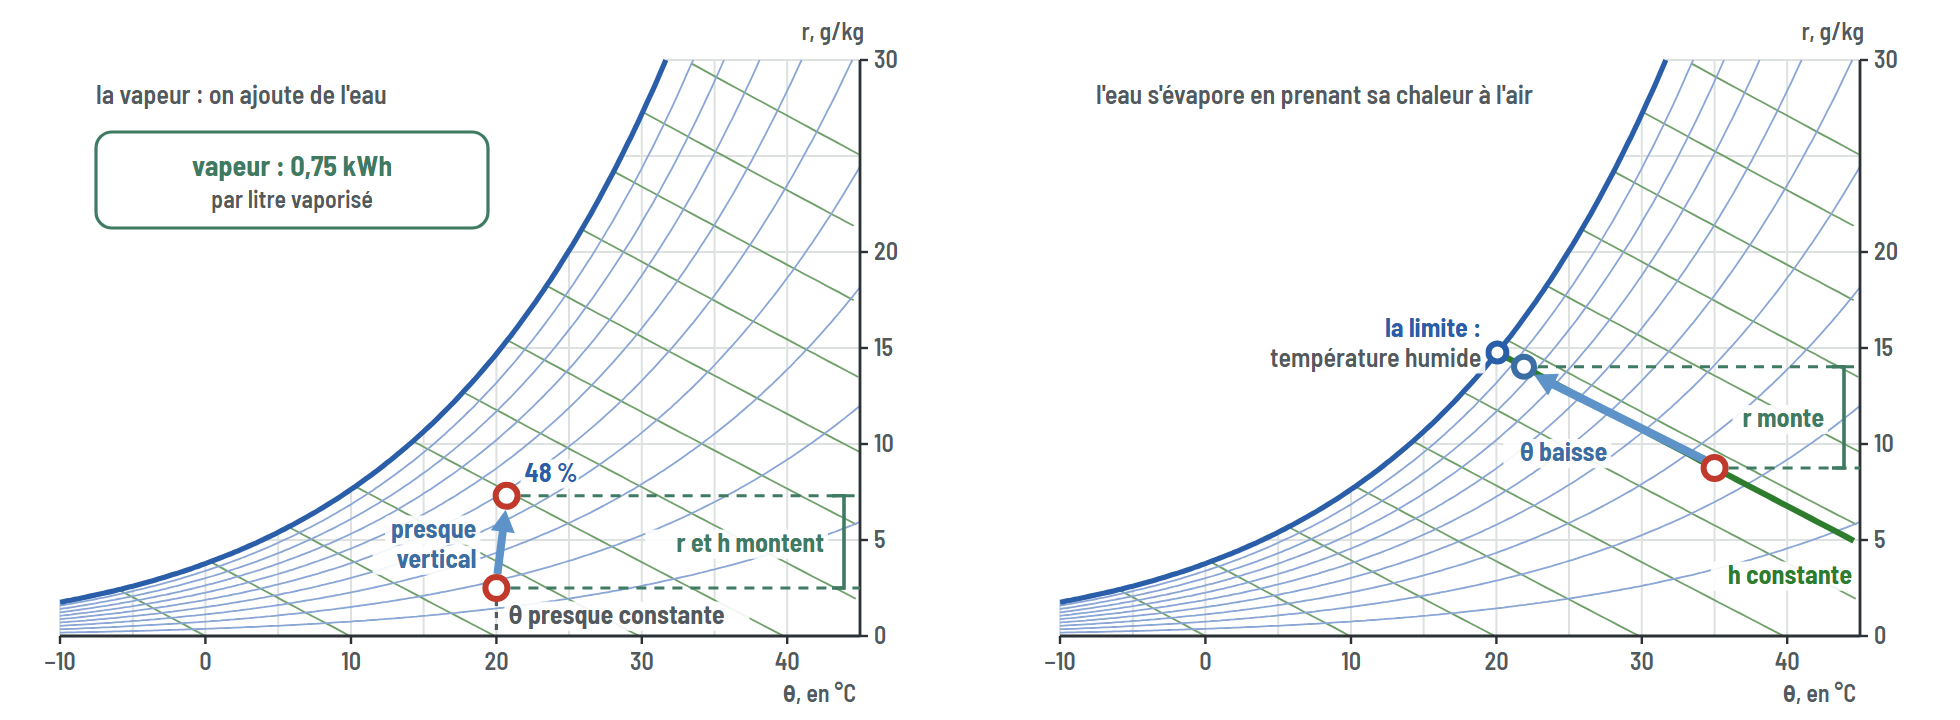 r, g/kg
30
la vapeur : on ajoute de l'eau
vapeur : 0,75 kWh
par litre vaporisé
20
15
10
48 %
presque
vertical
r et h montent
5
θ presque constante
0
−10
0
10
20
30
40
θ, en °C
r, g/kg
30
l'eau s'évapore en prenant sa chaleur à l'air
20
la limite :
température humide
15
r monte
θ baisse
10
5
h constante
0
−10
0
10
20
30
40
θ, en °C